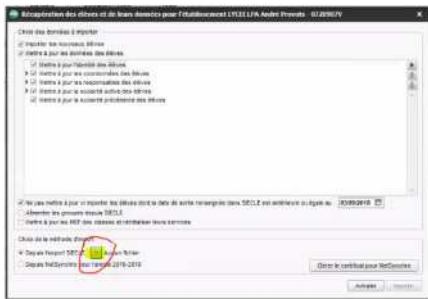 Récupération des élèves et de leurs données pour l'établissement LYCEE LPA André Provots - 0720907V
Choix des données à importer
Importer les nouveaux élèves
Mettre à jour les données des élèves
Mettre à jour l'identité des élèves
Mettre à jour les coordonnées des élèves
Mettre à jour les responsables des élèves
Mettre à jour la scolarité active des élèves
Mettre à jour la scolarité précédente des élèves
Ne pas mettre à jour ni importer les élèves dont la date de sortie renseignée dans SIECLE est antérieure ou égale au 03/09/2018
Alimenter les groupes depuis SIECLE
Mettre à jour les MEF des classes et réinitialiser leurs services
Choix de la méthode d'import
Depuis l'export SIECLE Aucun fichier
Depuis NetSynchro pour l'année 2018-2019
Gérer le certificat pour NetSynchro
Annuler Importer